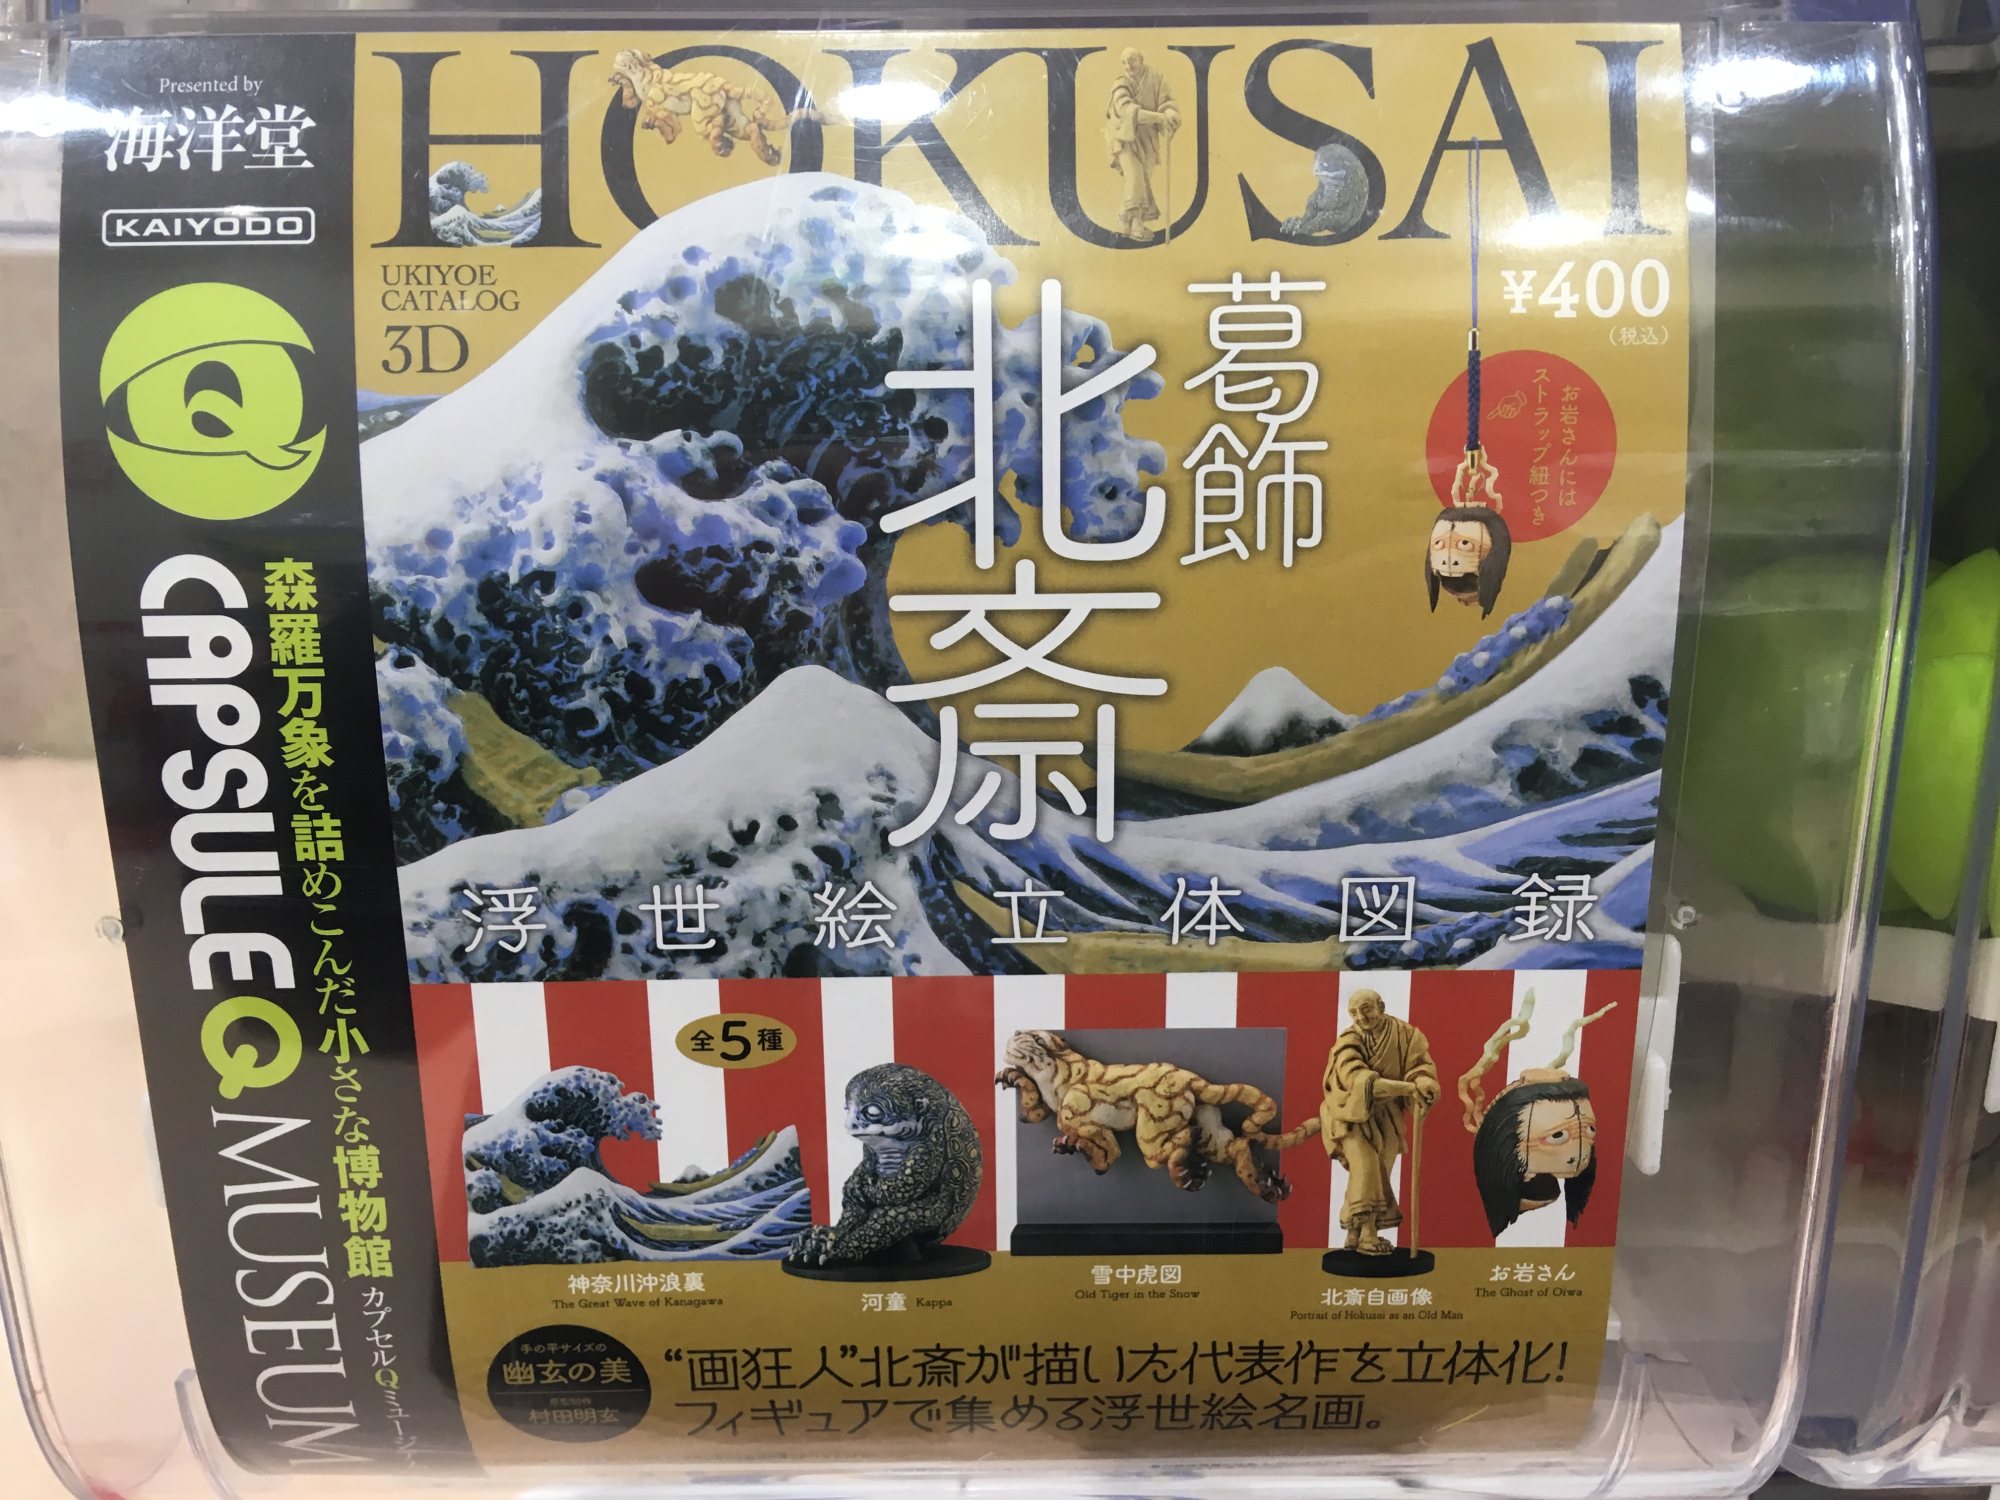 Presented by
海洋堂
KAIYODO
Q
CAPSULE Q MUSEUM
森羅万象を詰めこんだ小さな博物館
カプセルQミュージ
HOKUSAI
UKIYOE
CATALOG
3D
葛飾
北斎
¥400
(税込)
お岩さんには
ストラップ紐つき
浮世絵立体図録
全5種
神奈川沖浪裏
The Great Wave of Kanagawa
河童 Kappa
雪中虎図
Old Tiger in the Snow
北斎自画像
Portrait of Hokusai as an Old Man
お岩さん
The Ghost of Oiwa
手の平サイズの
幽玄の美
原型制作
村田明玄
“画狂人”北斎が描いた代表作を立体化!
フィギュアで集める浮世絵名画。